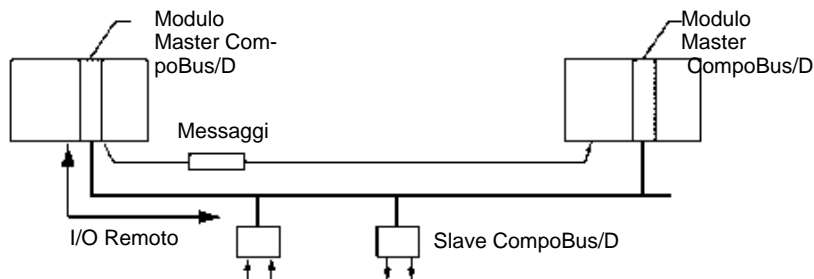 Modulo
Master Com-
poBus/D
Modulo
Master
CompoBus/D
Messaggi
I/O Remoto
Slave CompoBus/D